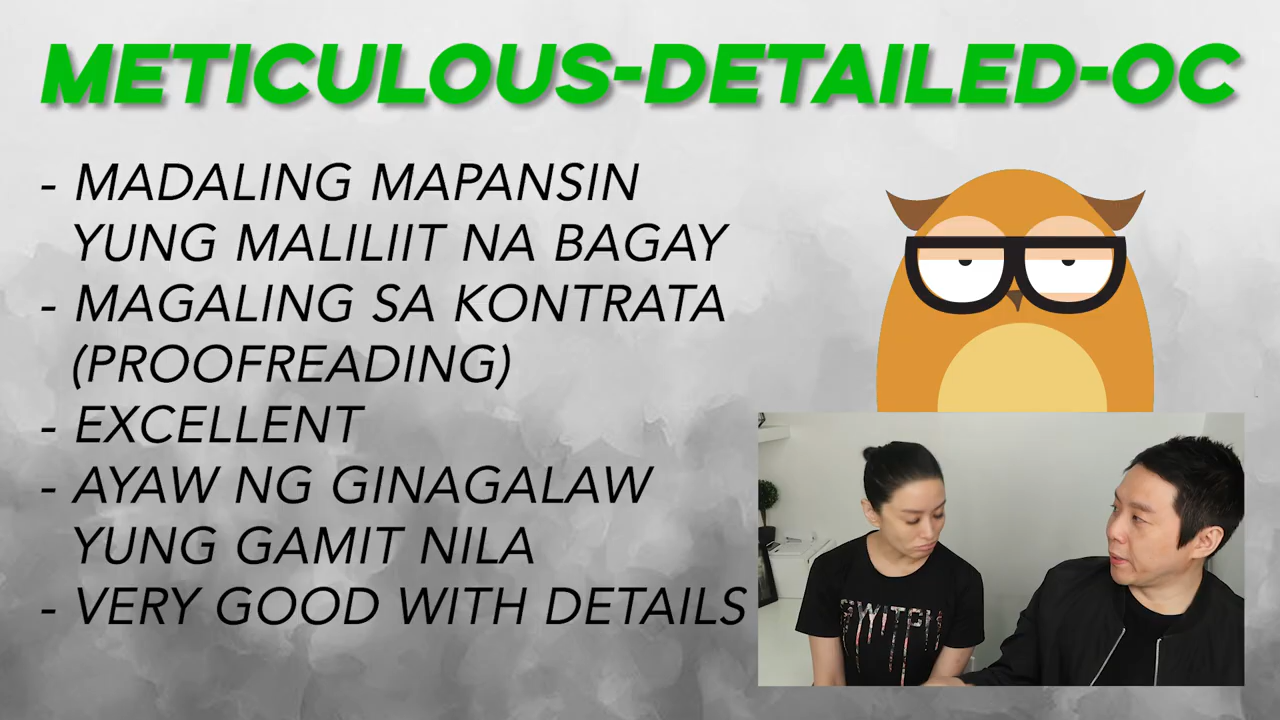 METICULOUS-DETAILED-OC
- MADALING MAPANSIN
YUNG MALILIIT NA BAGAY
- MAGALING SA KONTRATA
(PROOFREADING)
- EXCELLENT
- AYAW NG GINAGALAW
YUNG GAMIT NILA
- VERY GOOD WITH DETAILS
SWITCH